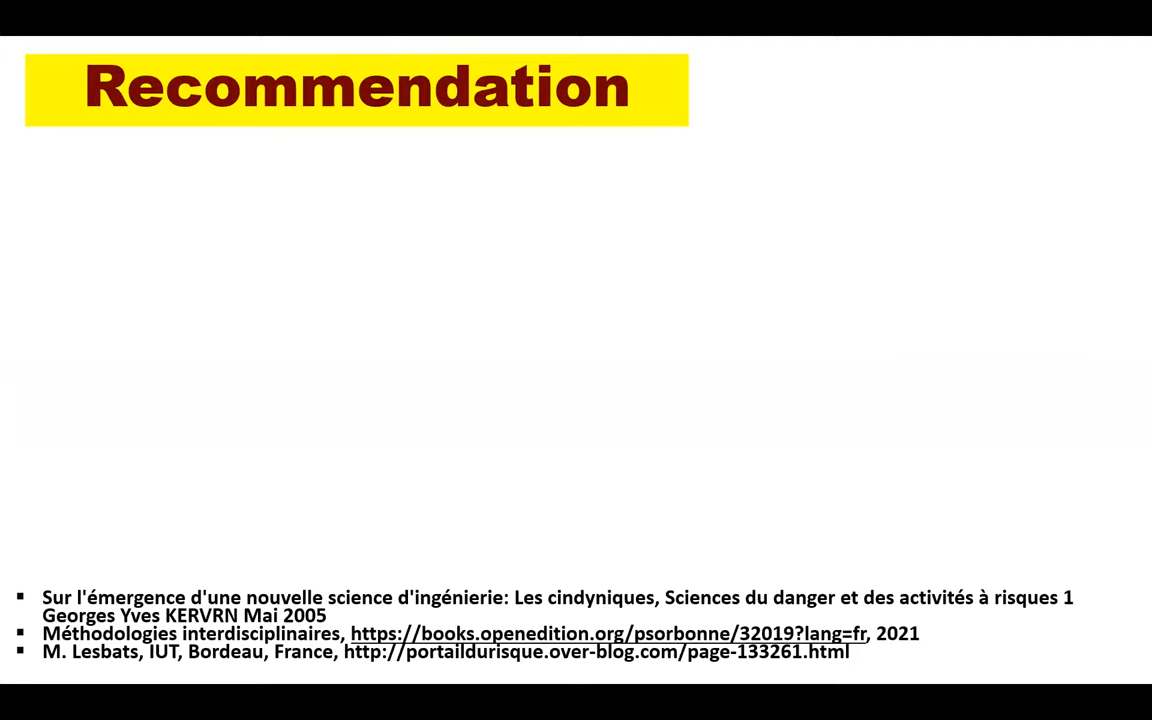 Recommendation
▪ Sur l'émergence d'une nouvelle science d'ingénierie: Les cindyniques, Sciences du danger et des activités à risques 1
Georges Yves KERVRN Mai 2005
▪ Méthodologies interdisciplinaires, https://books.openedition.org/psorbonne/32019?lang=fr, 2021
▪ M. Lesbats, IUT, Bordeau, France, http://portaildurisque.over-blog.com/page-133261.html